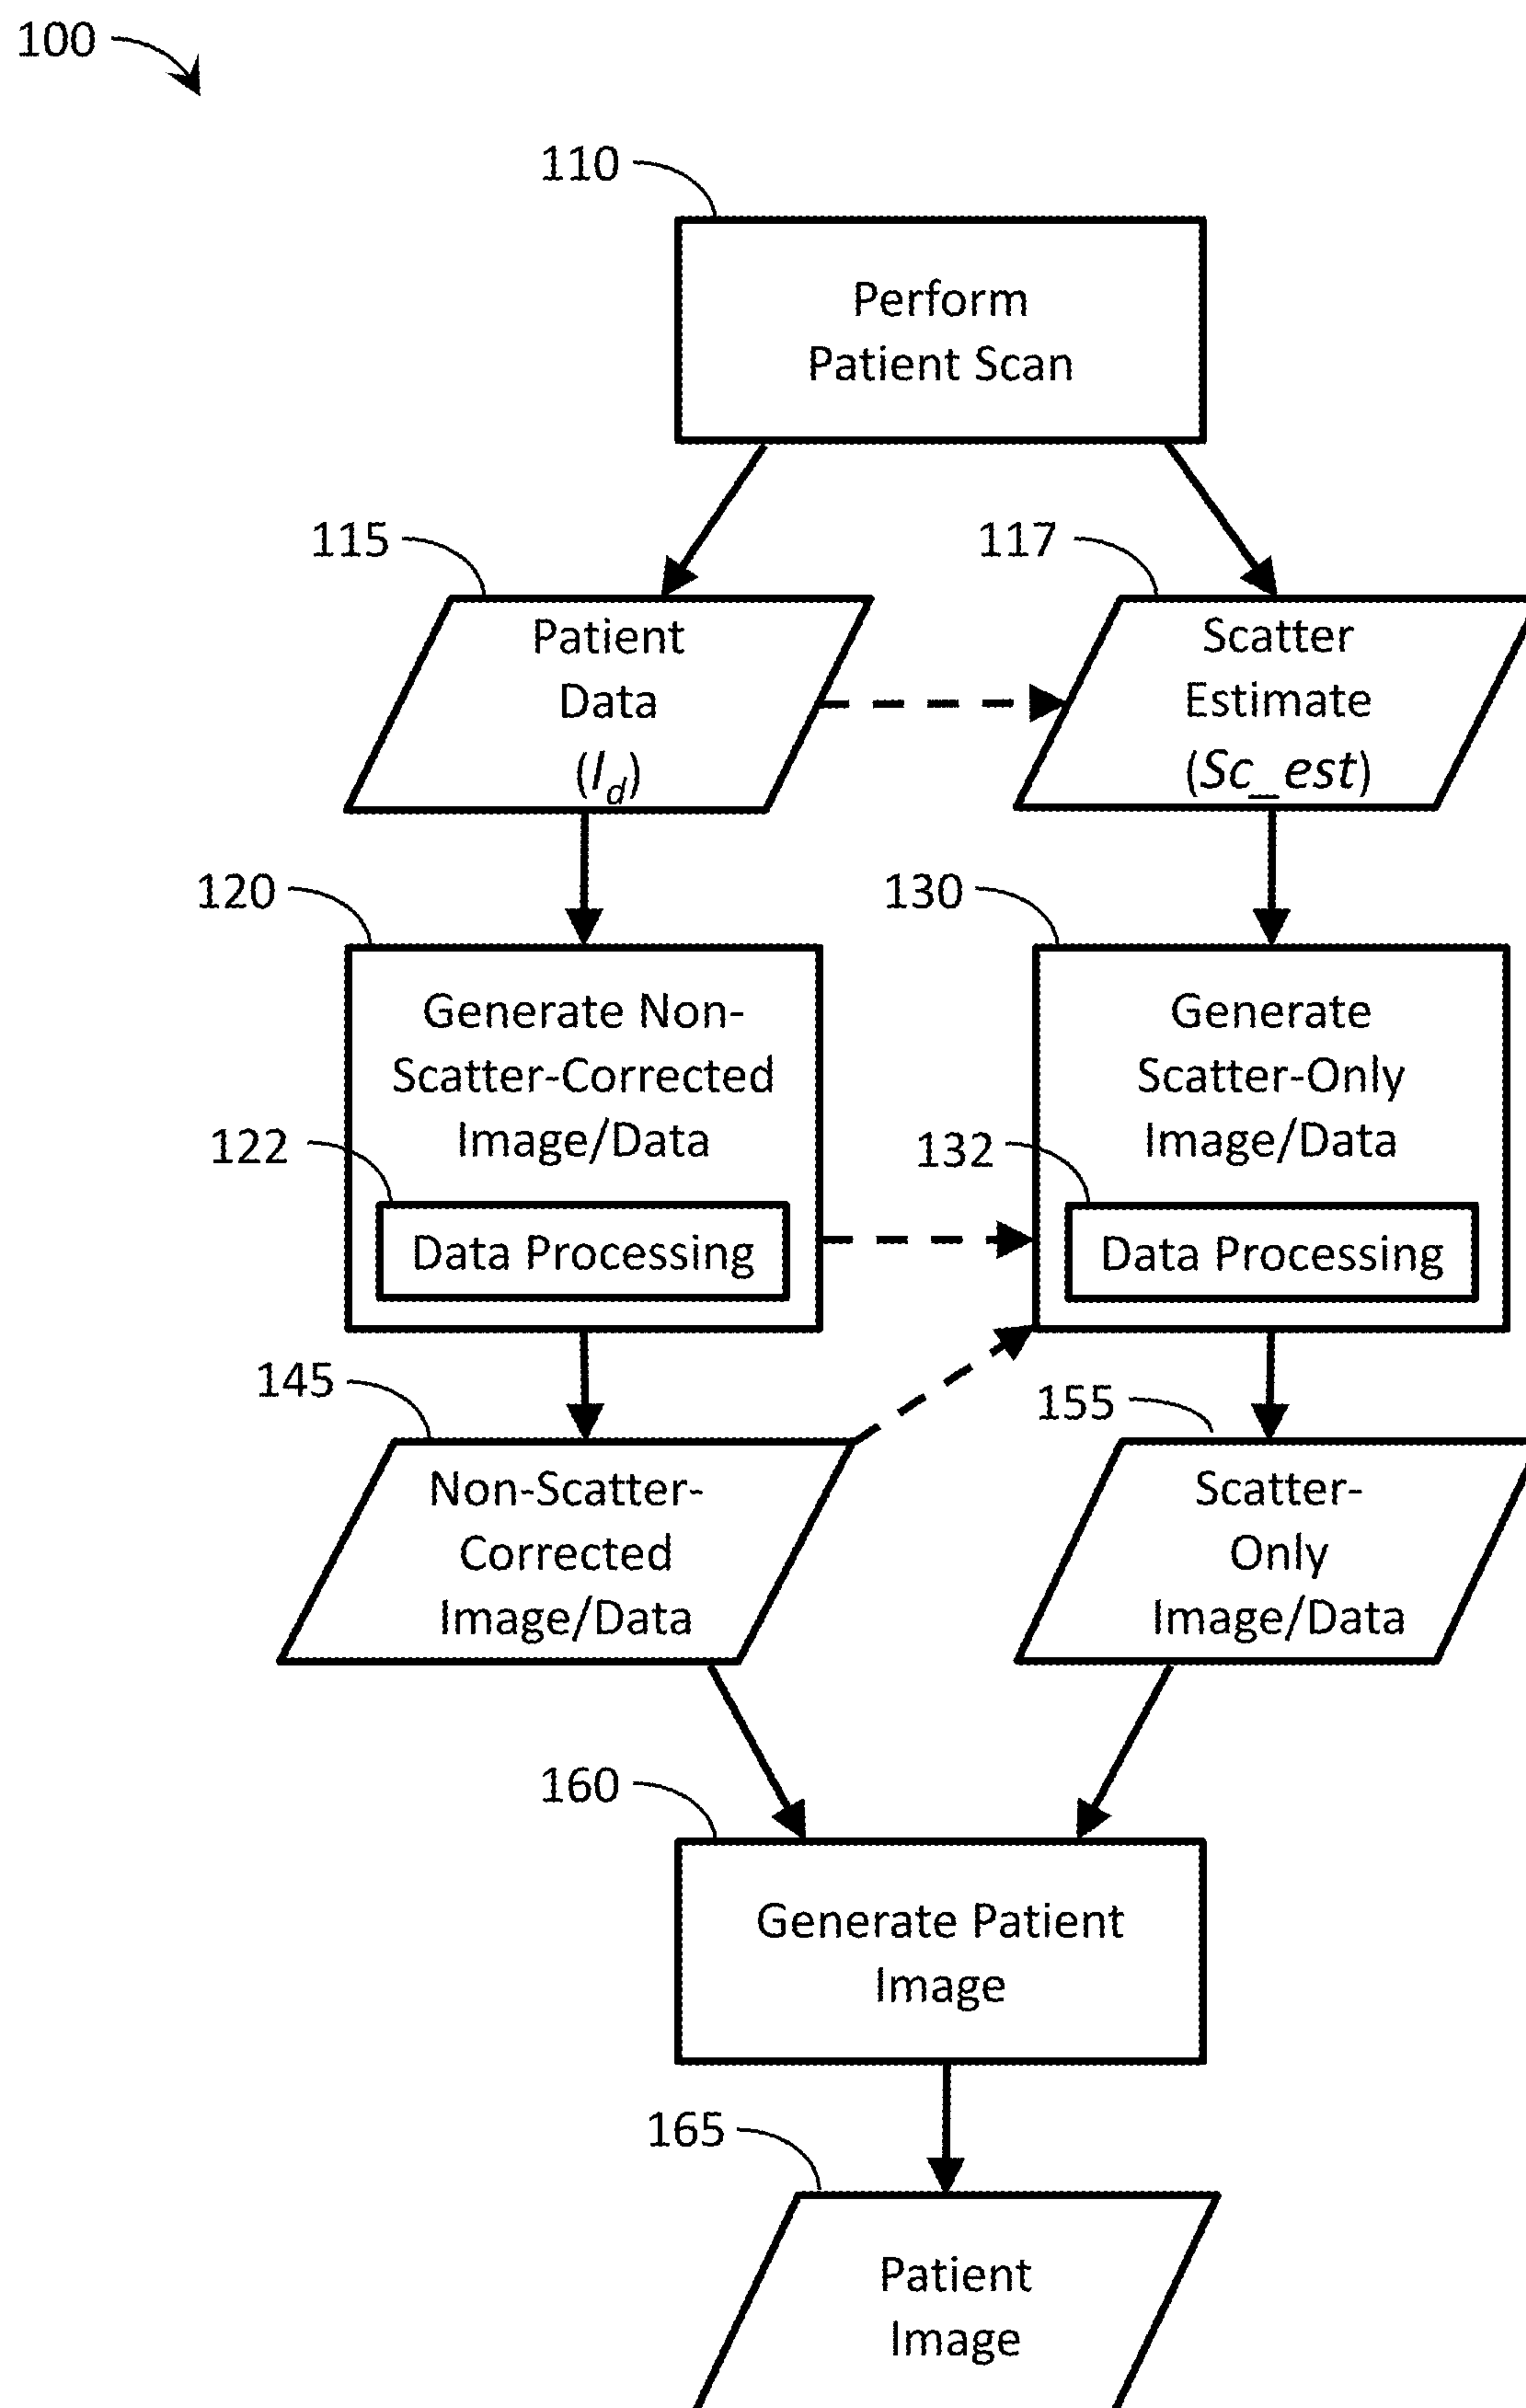 100
110
Perform
Patient Scan
115
117
Patient
Data
(I_d)
Scatter
Estimate
(Sc_est)
120
130
Generate Non-
Scatter-Corrected
Image/Data
122
Data Processing
Generate
Scatter-Only
Image/Data
132
Data Processing
145
155
Non-Scatter-
Corrected
Image/Data
Scatter-
Only
Image/Data
160
Generate Patient
Image
165
Patient
Image